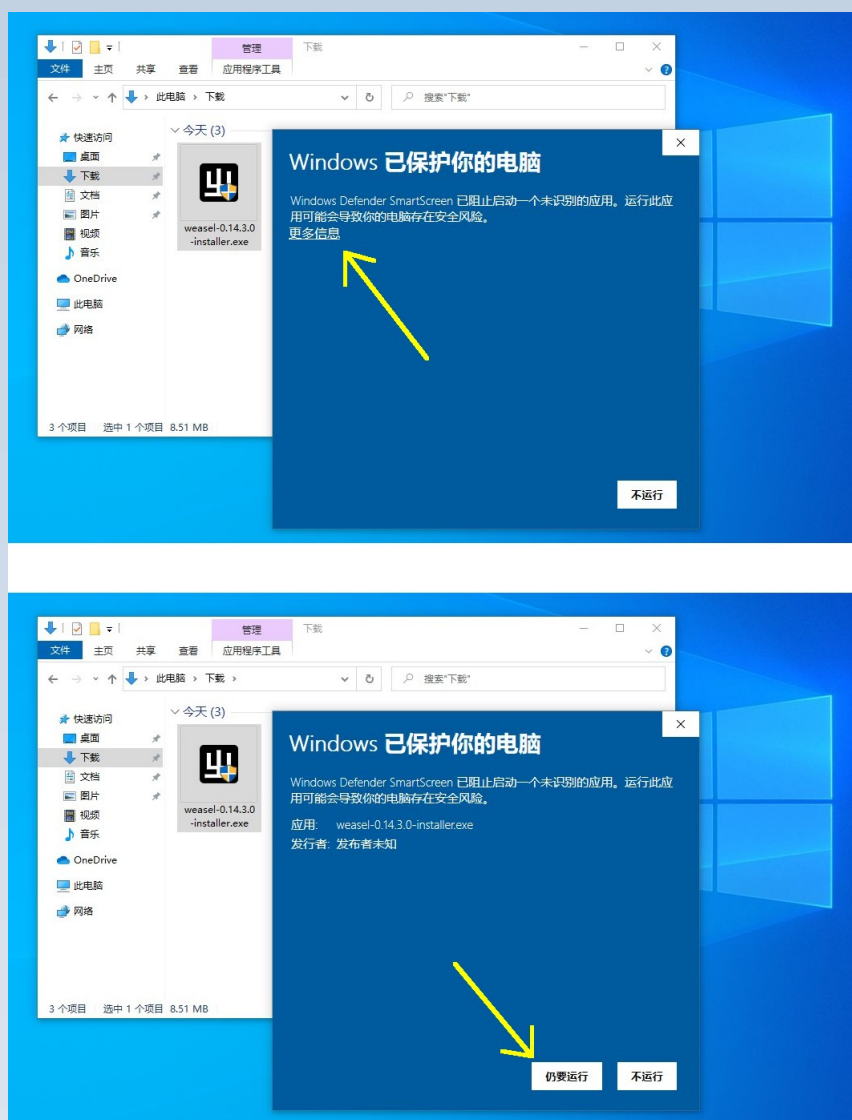 管理
下载
文件
主页
共享
查看
应用程序工具
此电脑
下载
搜索"下载"
快速访问
桌面
下载
文档
图片
视频
音乐
OneDrive
此电脑
网络
今天 (3)
weasel-0.14.3.0
-installer.exe
3 个项目
选中 1 个项目 8.51 MB
Windows 已保护你的电脑
Windows Defender SmartScreen 已阻止启动一个未识别的应用。运行此应
用可能会导致你的电脑存在安全风险。
更多信息
不运行
管理
下载
文件
主页
共享
查看
应用程序工具
此电脑
下载
搜索"下载"
快速访问
桌面
下载
文档
图片
视频
音乐
OneDrive
此电脑
网络
今天 (3)
weasel-0.14.3.0
-installer.exe
3 个项目
选中 1 个项目 8.51 MB
Windows 已保护你的电脑
Windows Defender SmartScreen 已阻止启动一个未识别的应用。运行此应
用可能会导致你的电脑存在安全风险。
应用: weasel-0.14.3.0-installer.exe
发行者: 发布者未知
仍要运行
不运行